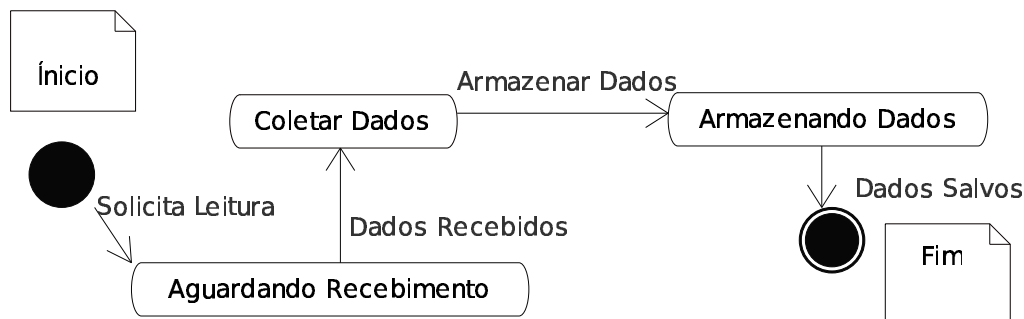 Ínicio
Armazenar Dados
Coletar Dados
Armazenando Dados
Solicita Leitura
Dados Salvos
Dados Recebidos
Fim
Aguardando Recebimento